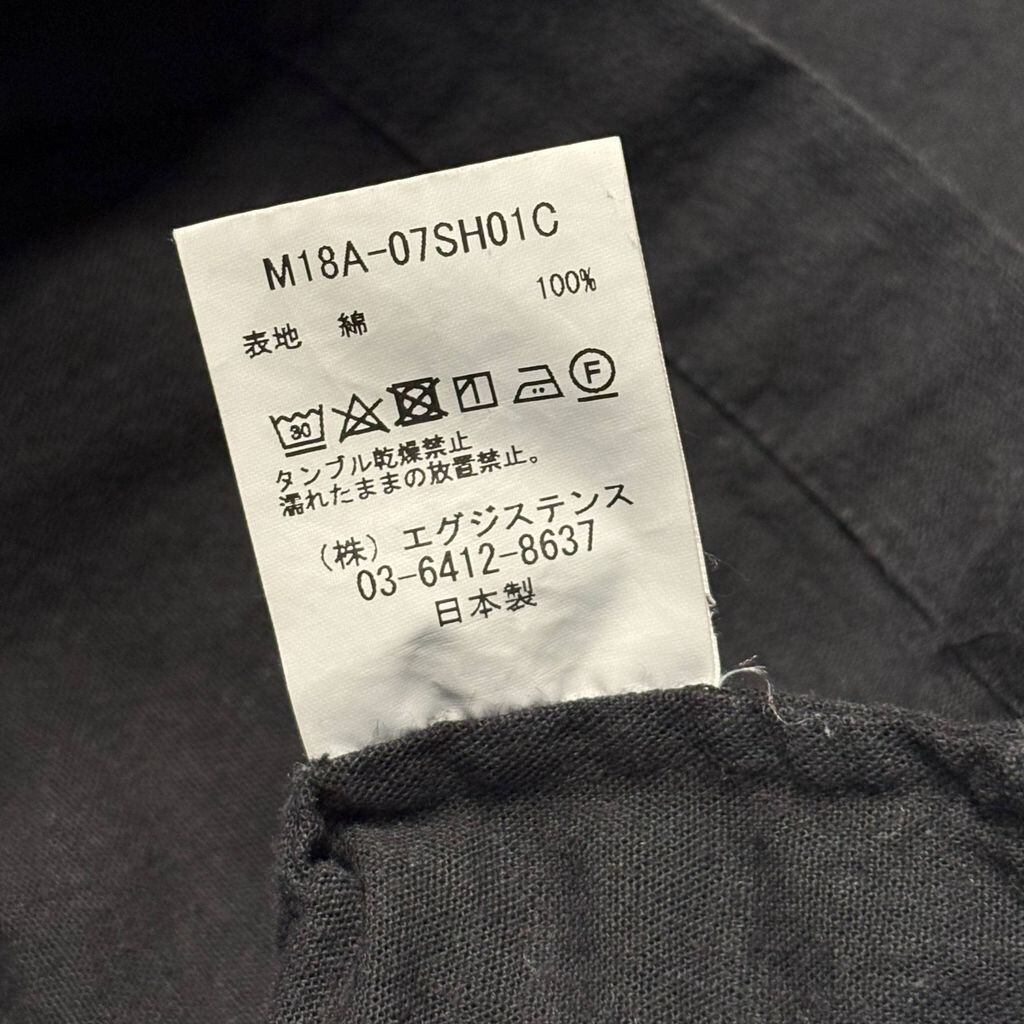 M18A-07SH01C
表地 綿 100%
30 F
タンブル乾燥禁止
濡れたままの放置禁止。
(株) エグジステンス
03-6412-8637
日本製